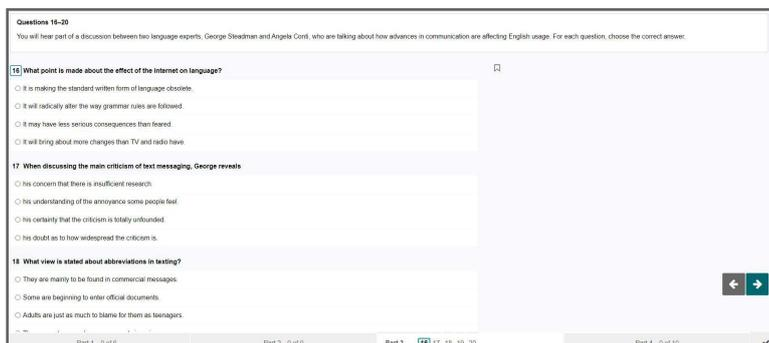 Questions 16–20
You will hear part of a discussion between two language experts, George Steadman and Angela Conti, who are talking about how advances in communication are affecting English usage. For each question, choose the correct answer.
16 What point is made about the effect of the Internet on language?
It is making the standard written form of language obsolete.
It will radically alter the way grammar rules are followed.
It may have less serious consequences than feared.
It will bring about more changes than TV and radio have.
17 When discussing the main criticism of text messaging, George reveals
his concern that there is insufficient research.
his understanding of the annoyance some people feel.
his certainty that the criticism is totally unfounded.
his doubt as to how widespread the criticism is.
18 What view is stated about abbreviations in texting?
They are mainly to be found in commercial messages.
Some are beginning to enter official documents.
Adults are just as much to blame for them as teenagers.
Part 3 16 17 18 19 20